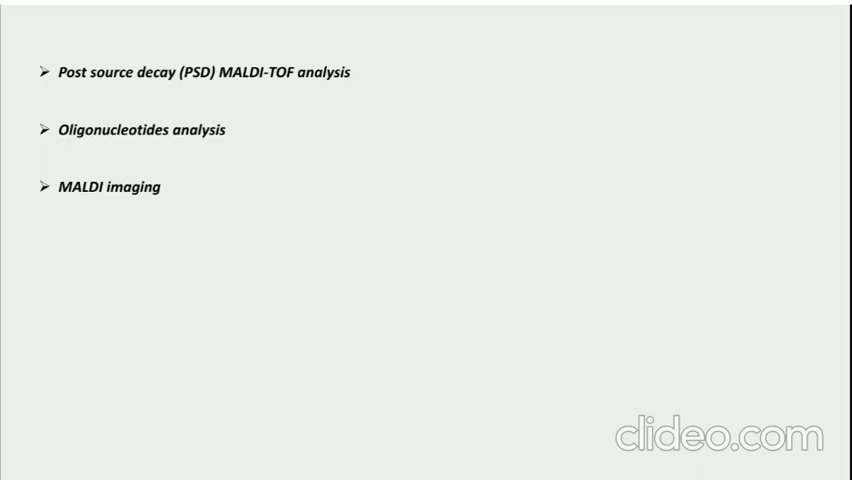 Post source decay (PSD) MALDI-TOF analysis
Oligonucleotides analysis
MALDI imaging
clideo.com